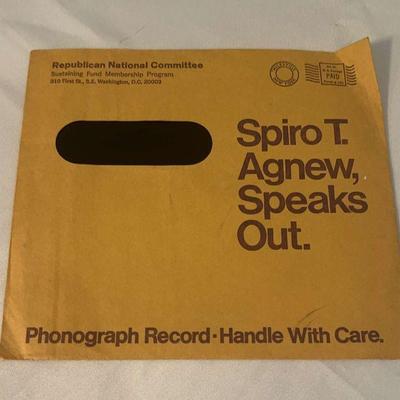 Republican National Committee
Sustaining Fund Membership Program
310 First St., S.E. Washington, D.C. 20003
PAID
Spiro T.
Agnew,
Speaks
Out.
Phonograph Record • Handle With Care.